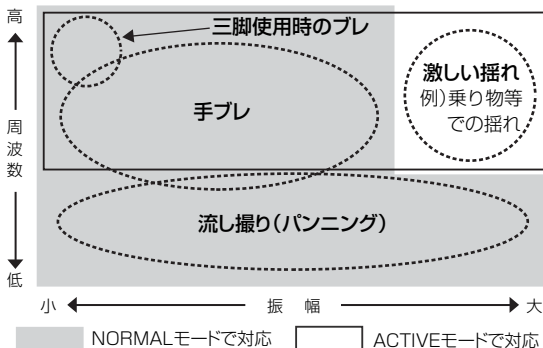 高
三脚使用時のブレ
激しい揺れ
例)乗り物等
での揺れ
手ブレ
周波数
流し撮り(パンニング)
低
小 振 幅 大
NORMALモードで対応 ACTIVEモードで対応